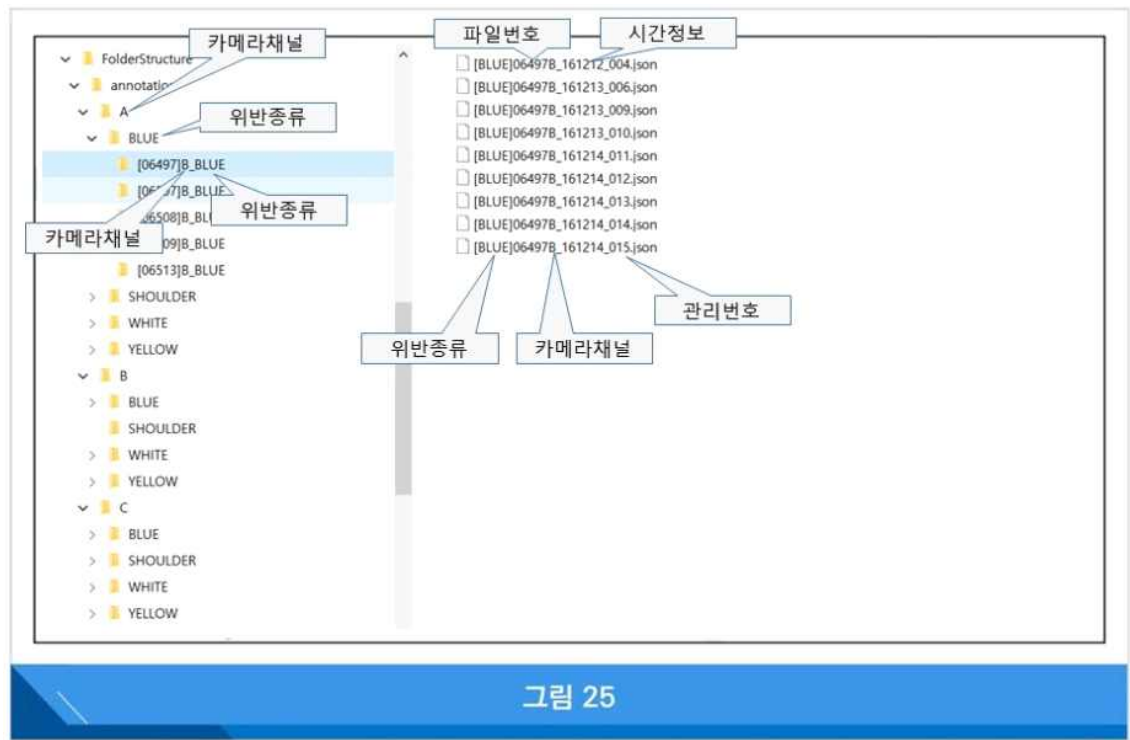 카메라채널
파일번호
시간정보
FolderStructure
annotation
A
위반종류
BLUE
[06497]B_BLUE
]B_BLUE
위반종류
카메라채널
]B_BLUE
[06513]B_BLUE
SHOULDER
WHITE
YELLOW
B
BLUE
SHOULDER
WHITE
YELLOW
C
BLUE
SHOULDER
WHITE
YELLOW
[BLUE]06497B_161212_004.json
[BLUE]06497B_161213_006.json
[BLUE]06497B_161213_009.json
[BLUE]06497B_161213_010.json
[BLUE]06497B_161214_011.json
[BLUE]06497B_161214_012.json
[BLUE]06497B_161214_013.json
[BLUE]06497B_161214_014.json
[BLUE]06497B_161214_015.json
관리번호
위반종류
카메라채널
그림 25